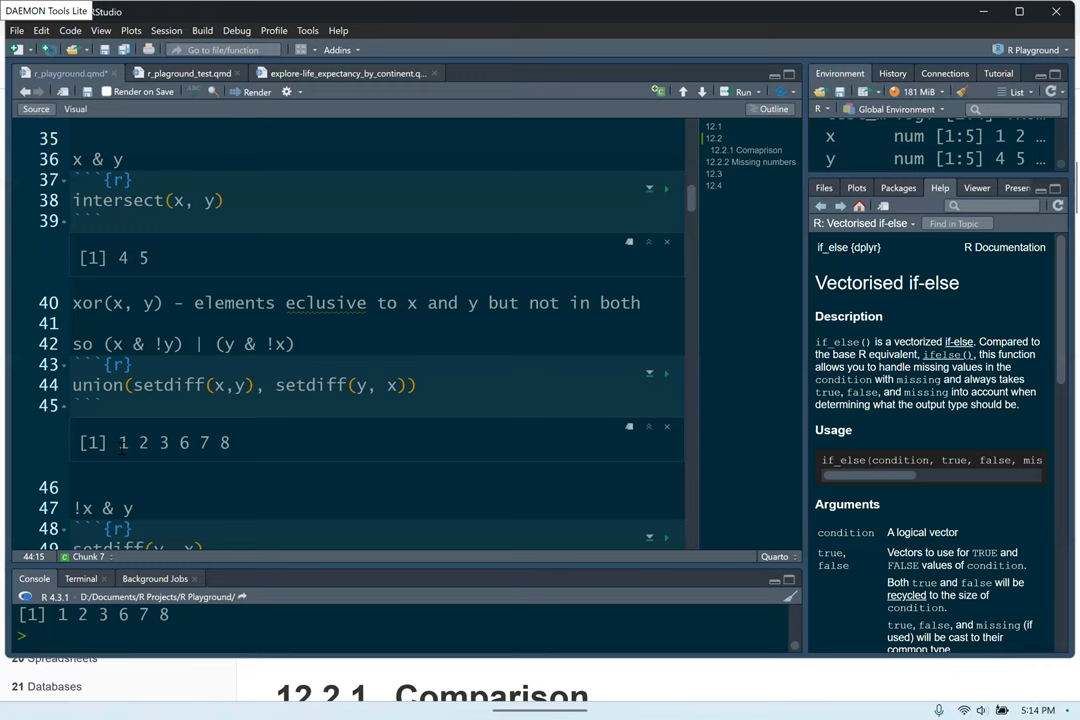 DAEMON Tools Lite
RStudio
File Edit Code View Plots Session Build Debug Profile Tools Help
Go to file/function Addins R Playground
r_playground.qmd* r_plaground_test.qmd explore-life_expectancy_by_continent.q...
Render on Save Render Run
Source Visual Outline
35
36 x & y
37 ```{r}
38 intersect(x, y)
39 ```
[1] 4 5
40 xor(x, y) - elements eclusive to x and y but not in both
41
42 so (x & !y) | (y & !x)
43 ```{r}
44 union(setdiff(x,y), setdiff(y, x))
45 ```
[1] 1 2 3 6 7 8
46
47 !x & y
48 ```{r}
49 setdiff(y, x)
44:15 Chunk 7 Quarto
12.1
12.2
12.2.1 Comaprison
12.2.2 Missing numbers
12.3
12.4
Console Terminal Background Jobs
R 4.3.1 · D:/Documents/R Projects/R Playground/
[1] 1 2 3 6 7 8
>
Environment History Connections Tutorial
181 MiB List
R Global Environment
x num [1:5] 1 2 ...
y num [1:5] 4 5 ...
Files Plots Packages Help Viewer Presen
R: Vectorised if-else Find in Topic
if_else {dplyr} R Documentation
Vectorised if-else
Description
if_else() is a vectorized if-else. Compared to
the base R equivalent, ifelse(), this function
allows you to handle missing values in the
condition with missing and always takes
true, false, and missing into account when
determining what the output type should be.
Usage
if_else(condition, true, false, mis
Arguments
condition A logical vector
true,
false
Vectors to use for TRUE and
FALSE values of condition.
Both true and false will be
recycled to the size of
condition.
true, false, and missing (if
used) will be cast to their
common type.
20 Spreadsheets
21 Databases
12.2.1 Comparison
5:14 PM